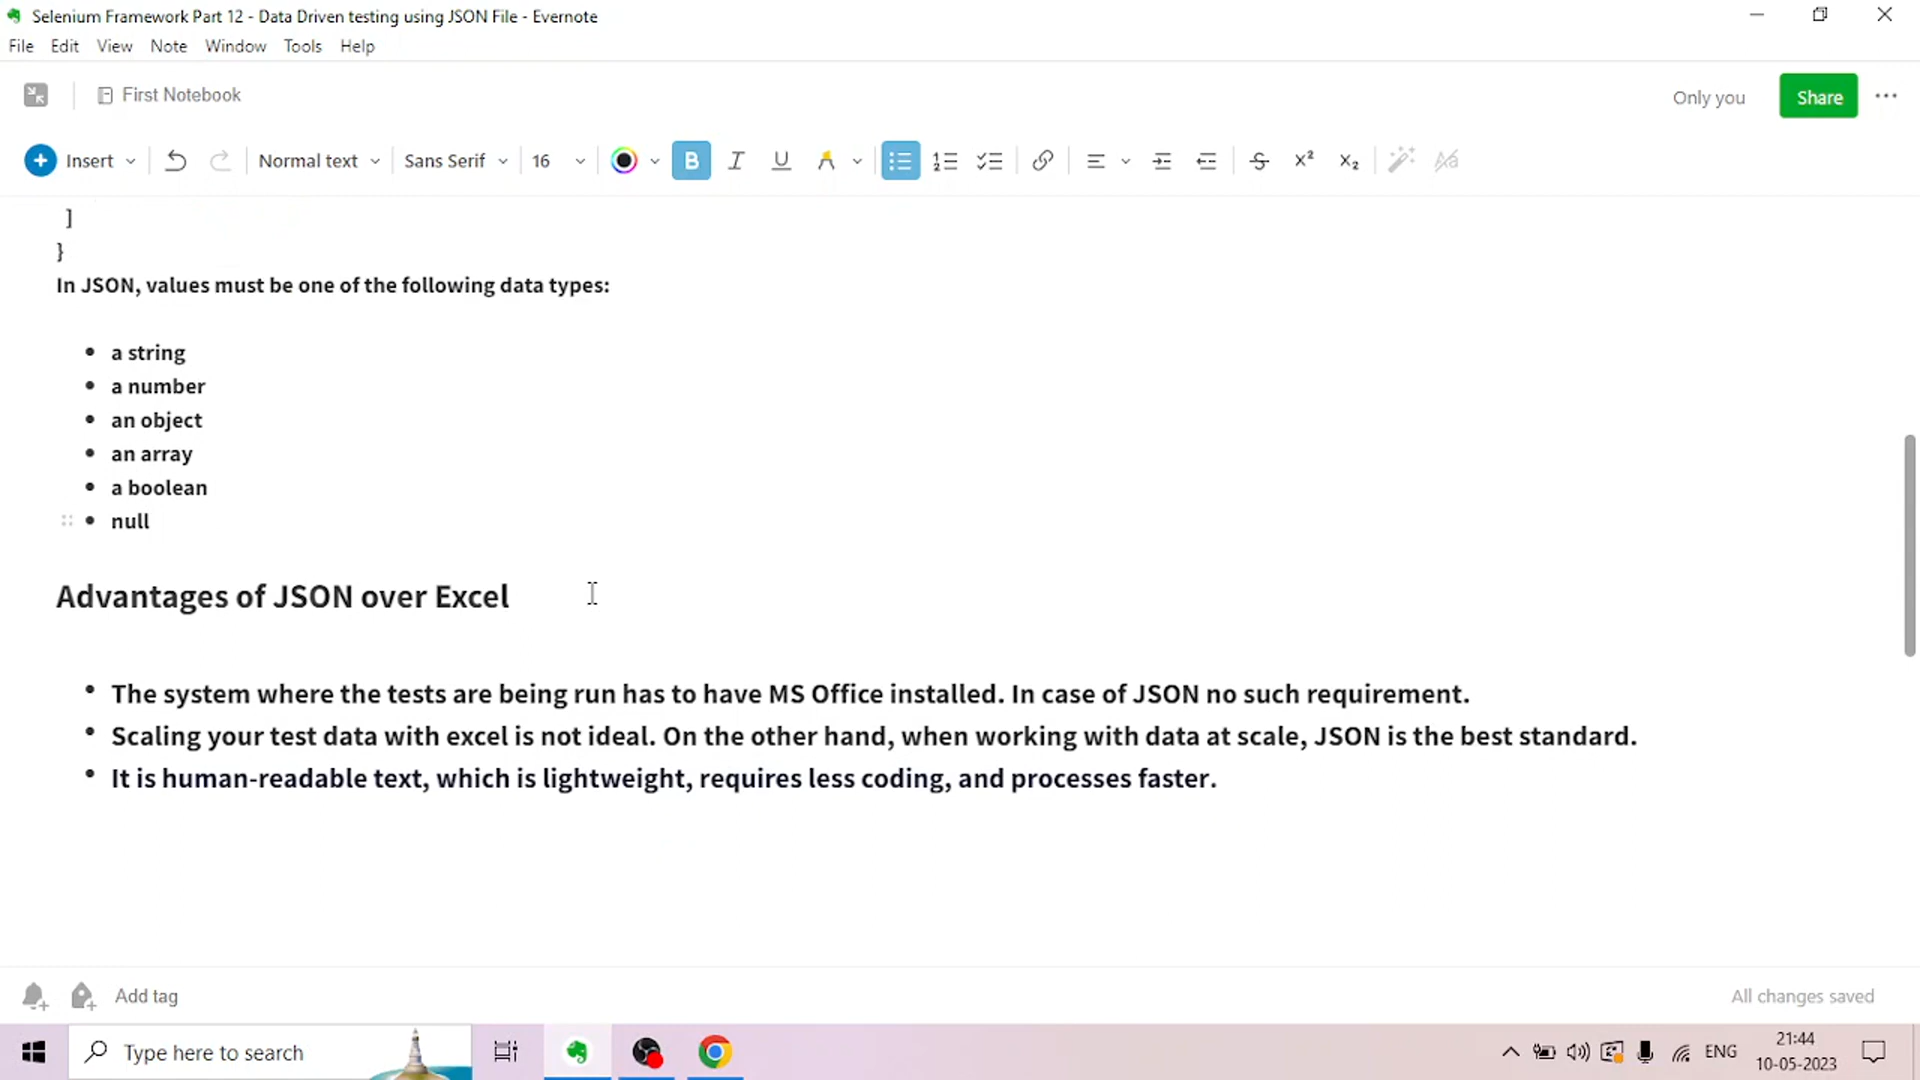 Selenium Framework Part 12 - Data Driven testing using JSON File - Evernote
File Edit View Note Window Tools Help
First Notebook
Only you
Share
Insert
Normal text
Sans Serif
16
B I U
x²
x₂
]
}
In JSON, values must be one of the following data types:
• a string
• a number
• an object
• an array
• a boolean
• null
Advantages of JSON over Excel
• The system where the tests are being run has to have MS Office installed. In case of JSON no such requirement.
• Scaling your test data with excel is not ideal. On the other hand, when working with data at scale, JSON is the best standard.
• It is human-readable text, which is lightweight, requires less coding, and processes faster.
Add tag
All changes saved
Type here to search
ENG
21:44
10-05-2023